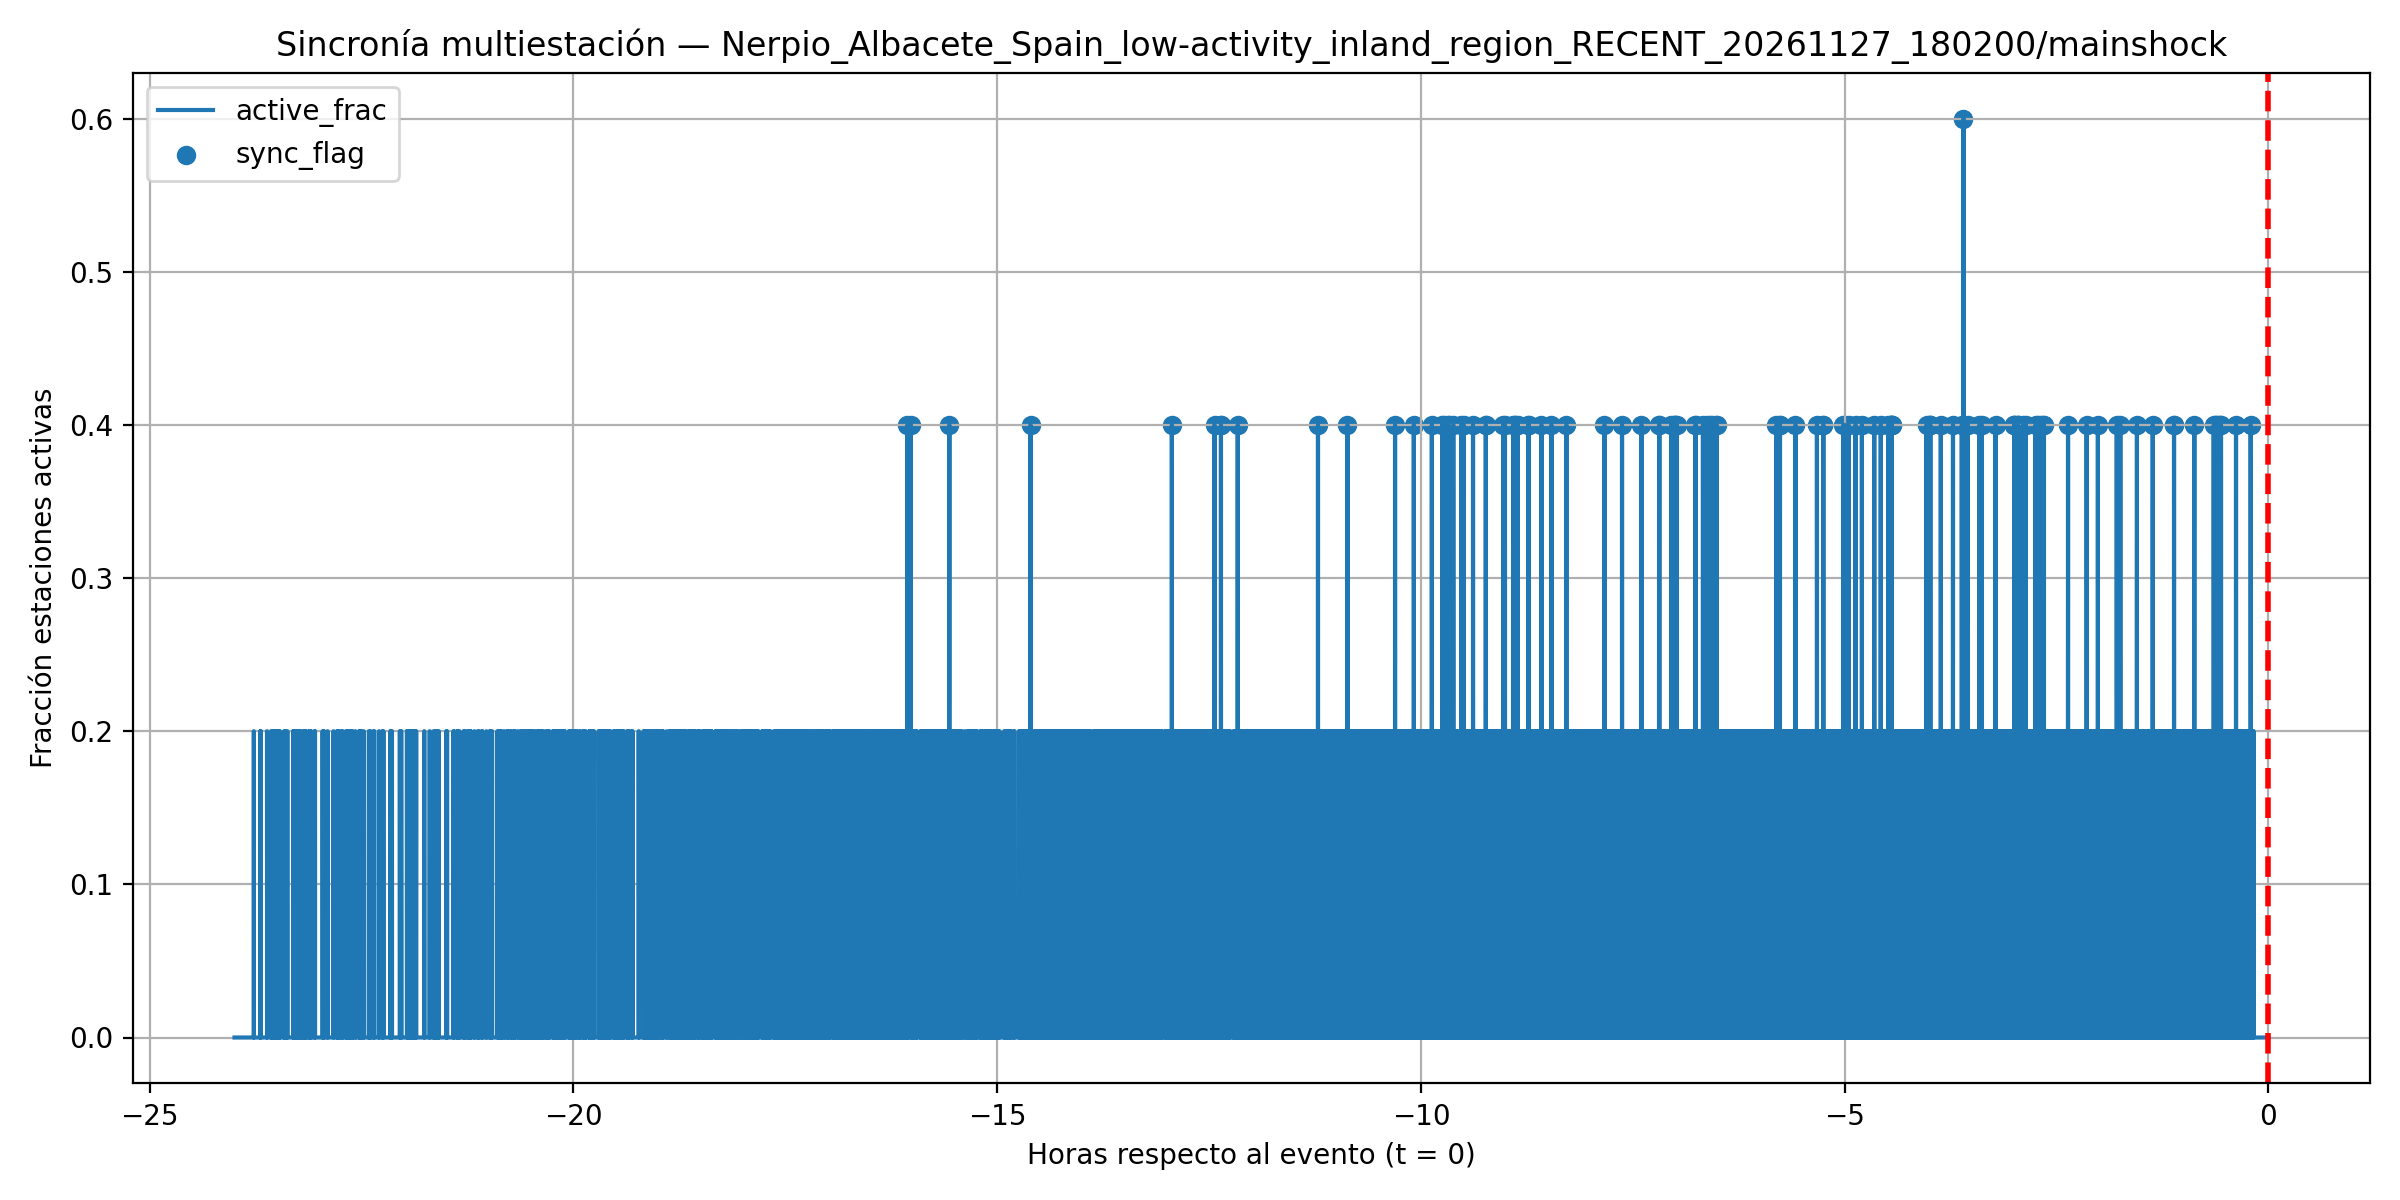 Sincronía multiestación — Nerpio_Albacete_Spain_low-activity_inland_region_RECENT_20261127_180200/mainshock
active_frac
sync_flag
Fracción estaciones activas
0.6
0.5
0.4
0.3
0.2
0.1
0.0
−25
−20
−15
−10
−5
0
Horas respecto al evento (t = 0)